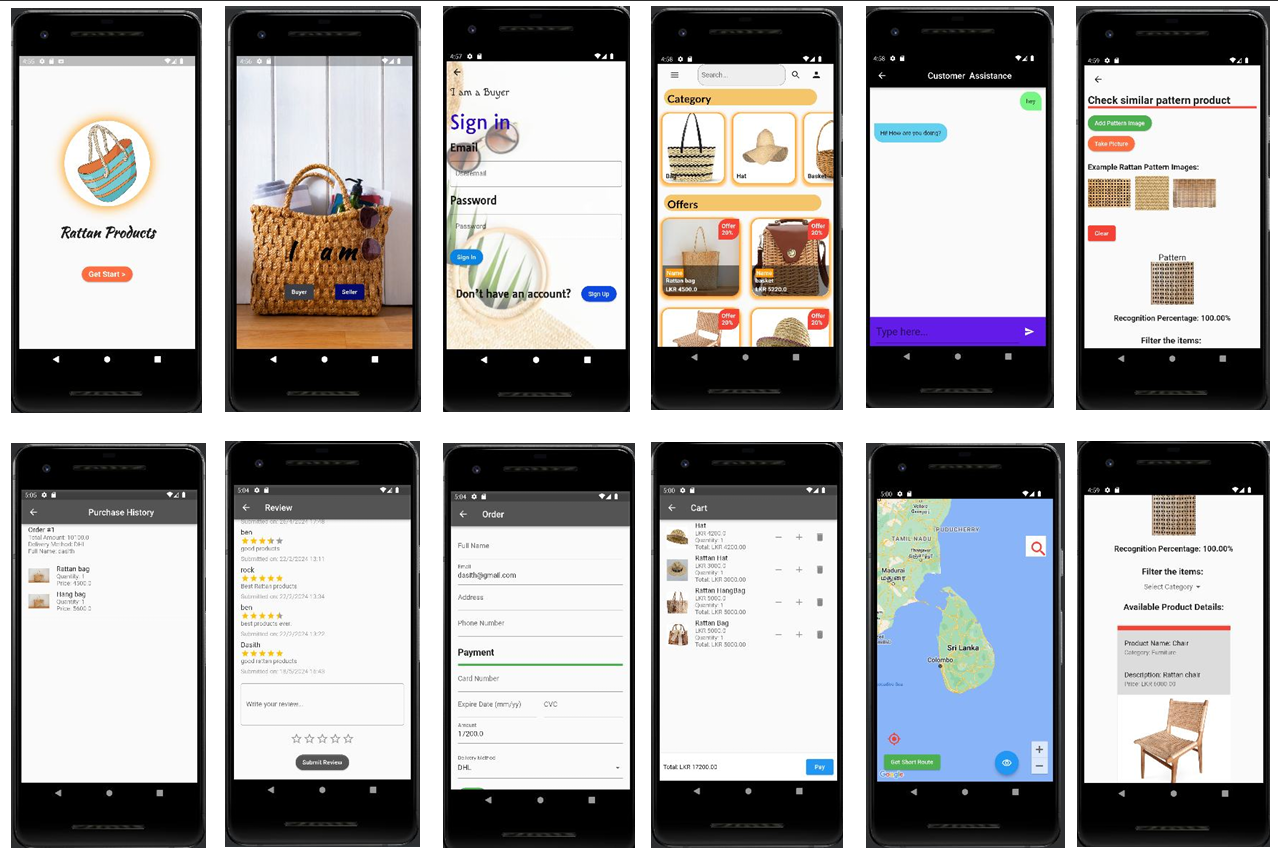 4:55
Rattan Products
Get Start >
4:56
I am
Buyer
Seller
4:57
I am a Buyer
Sign in
Email
Password
Password
Sign In
Don't have an account?
Sign Up
4:58
Search...
Category
Bag
Hat
Basket
Offers
Offer
20%
Name
Rattan bag
LKR 4500.0
Offer
20%
Name
basket
LKR 5220.0
Offer
20%
Offer
20%
4:58
Customer Assistance
hey
Hi! How are you doing?
Type here...
4:59
Check similar pattern product
Add Pattern Image
Take Picture
Example Rattan Pattern Images:
Clear
Pattern
Recognition Percentage: 100.00%
Filter the items:
5:05
Purchase History
Order #1
Total Amount: 10100.0
Delivery Method: DHL
Full Name: dasith
Rattan bag
Quantity: 1
Price: 4500.0
Hang bag
Quantity: 1
Price: 5600.0
5:04
Review
ben
good products
Submitted on: 22/2/2024 13:11
rock
Best Rattan products
Submitted on: 22/2/2024 13:34
ben
best products ever.
Submitted on: 22/2/2024 13:22
Dasith
good rattan products
Submitted on: 18/5/2024 16:43
Write your review...
Submit Review
5:04
Order
Full Name
Email
dasith@gmail.com
Address
Phone Number
Payment
Card Number
Expire Date (mm/yy)
CVC
Amount
17200.0
Delivery Method
DHL
5:00
Cart
Hat
LKR 4200.0
Quantity: 1
Total: LKR 4200.00
Rattan Hat
LKR 3000.0
Quantity: 1
Total: LKR 3000.00
Rattan HangBag
LKR 5000.0
Quantity: 1
Total: LKR 5000.00
Rattan Bag
LKR 5000.0
Quantity: 1
Total: LKR 5000.00
Total: LKR 17200.00
Pay
5:00
PUDUCHERRY
TAMIL NADU
Madurai
மதுரை
Sri Lanka
Colombo
Get Short Route
Google
4:59
Recognition Percentage: 100.00%
Filter the items:
Select Category
Available Product Details:
Product Name: Chair
Category: Furniture
Description: Rattan chair
Price: LKR 6000.00